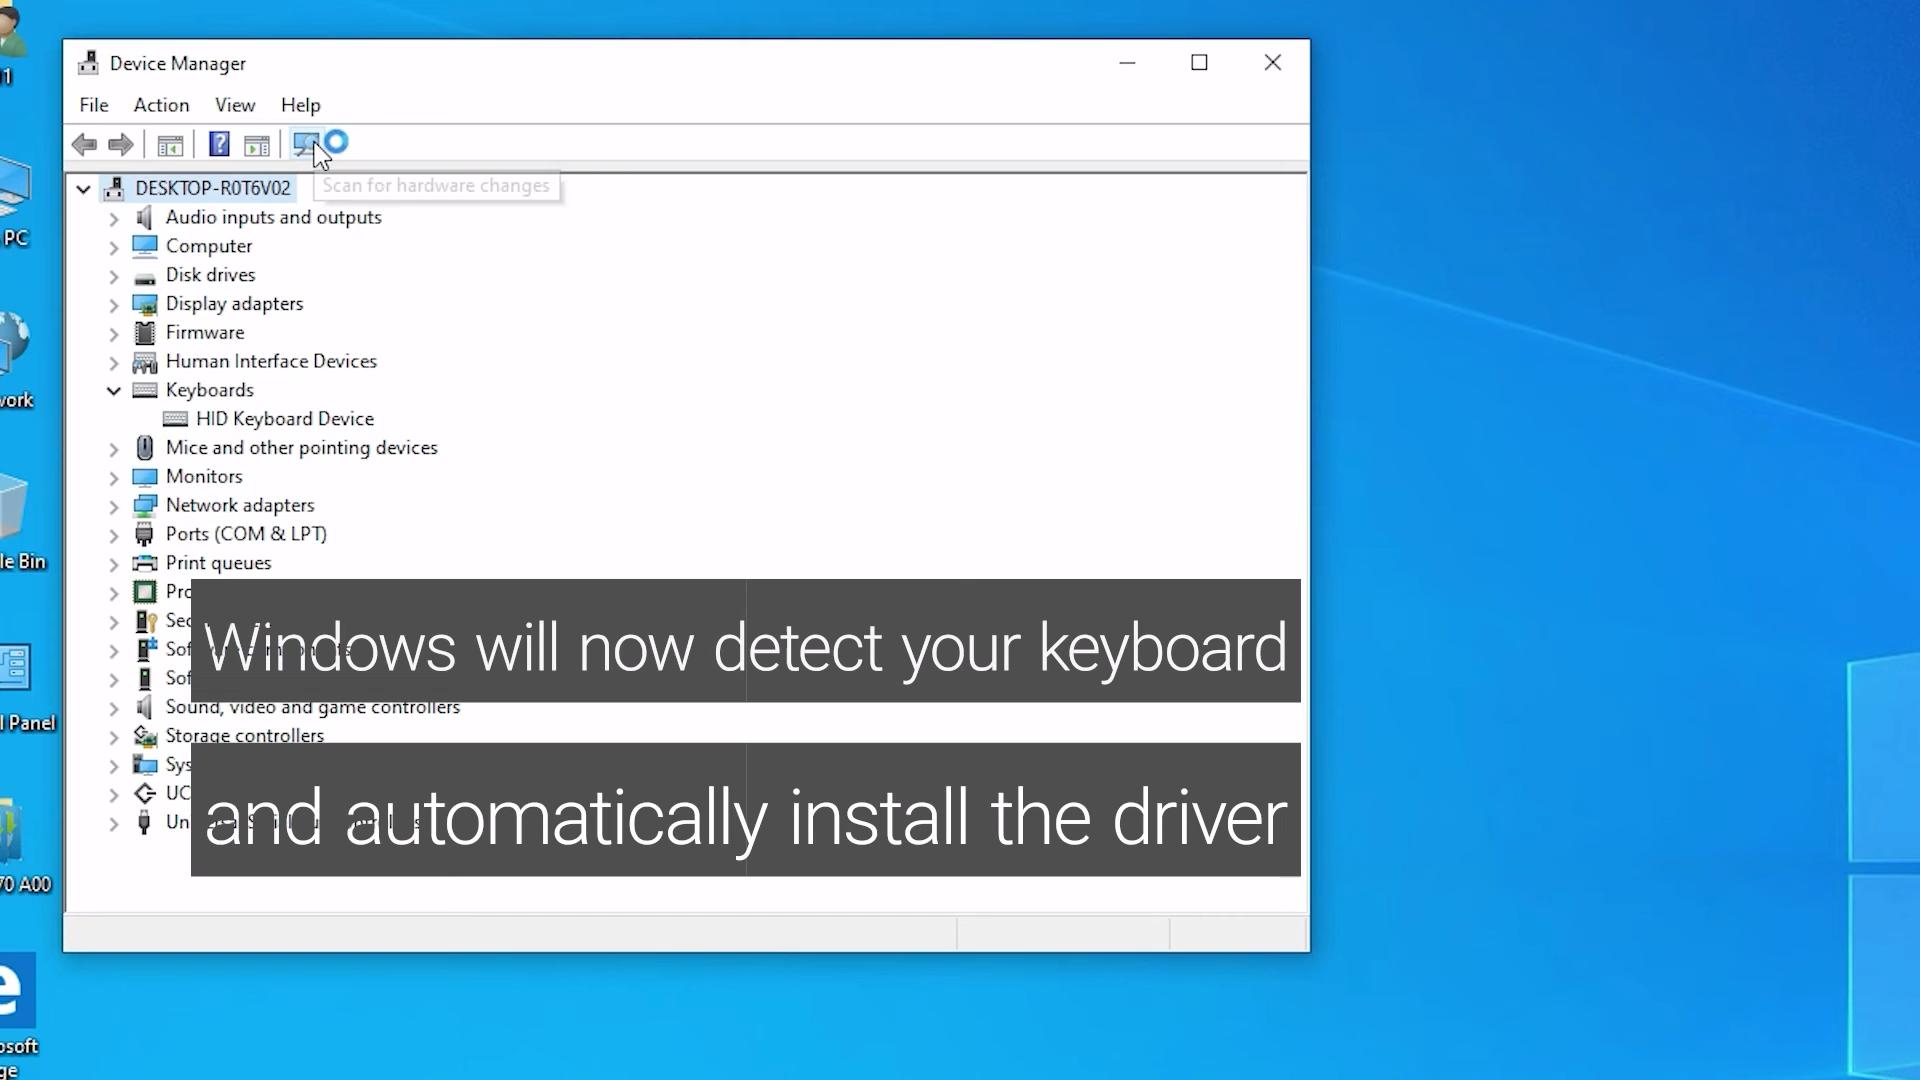 Device Manager
File Action View Help
Scan for hardware changes
DESKTOP-R0T6V02
Audio inputs and outputs
Computer
Disk drives
Display adapters
Firmware
Human Interface Devices
Keyboards
HID Keyboard Device
Mice and other pointing devices
Monitors
Network adapters
Ports (COM & LPT)
Print queues
Windows will now detect your keyboard
Sound, video and game controllers
Storage controllers
and automatically install the driver
PC
le Bin
l Panel
70 A00